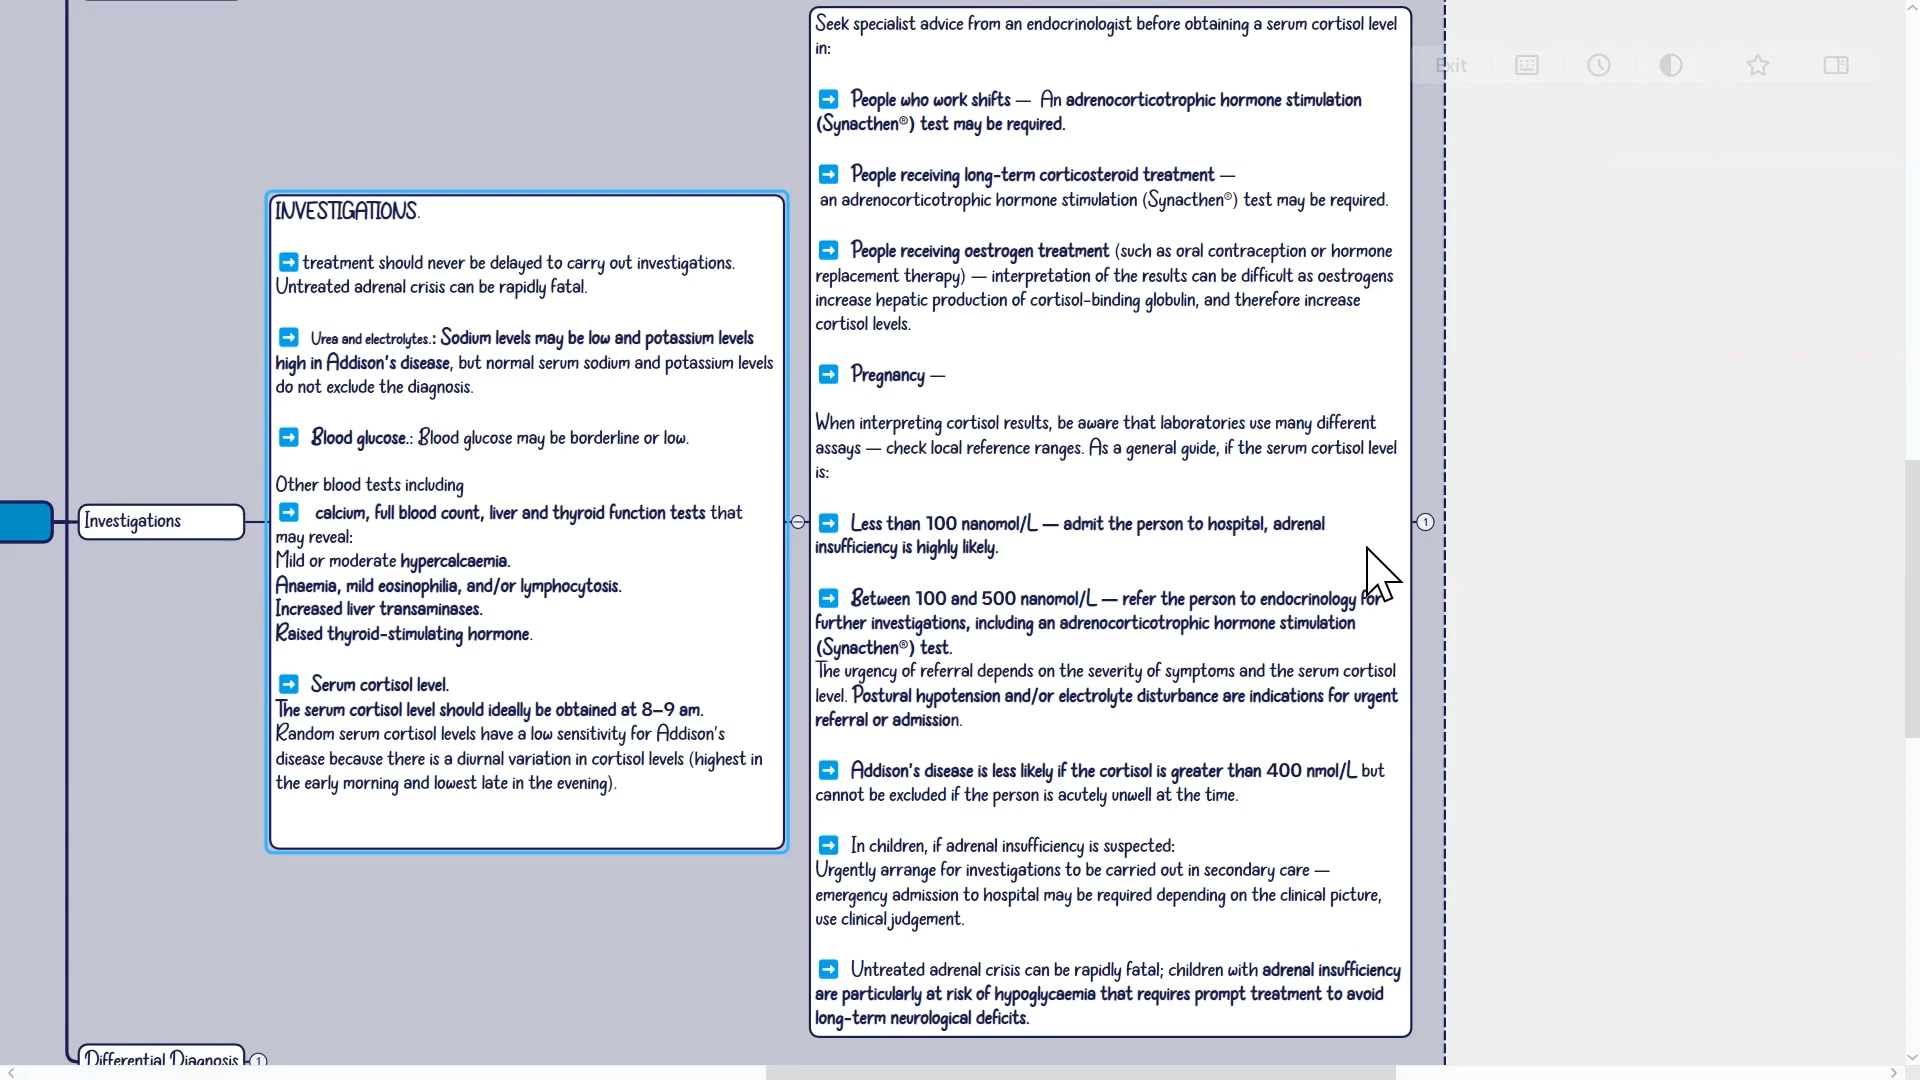 Exit
Investigations
INVESTIGATIONS.
treatment should never be delayed to carry out investigations.
Untreated adrenal crisis can be rapidly fatal.
Urea and electrolytes.: Sodium levels may be low and potassium levels
high in Addison's disease, but normal serum sodium and potassium levels
do not exclude the diagnosis.
Blood glucose.: Blood glucose may be borderline or low.
Other blood tests including
calcium, full blood count, liver and thyroid function tests that
may reveal:
Mild or moderate hypercalcaemia.
Anaemia, mild eosinophilia, and/or lymphocytosis.
Increased liver transaminases.
Raised thyroid-stimulating hormone.
Serum cortisol level.
The serum cortisol level should ideally be obtained at 8–9 am.
Random serum cortisol levels have a low sensitivity for Addison's
disease because there is a diurnal variation in cortisol levels (highest in
the early morning and lowest late in the evening).
Seek specialist advice from an endocrinologist before obtaining a serum cortisol level
in:
People who work shifts — An adrenocorticotrophic hormone stimulation
(Synacthen®) test may be required.
People receiving long-term corticosteroid treatment —
an adrenocorticotrophic hormone stimulation (Synacthen®) test may be required.
People receiving oestrogen treatment (such as oral contraception or hormone
replacement therapy) — interpretation of the results can be difficult as oestrogens
increase hepatic production of cortisol-binding globulin, and therefore increase
cortisol levels.
Pregnancy —
When interpreting cortisol results, be aware that laboratories use many different
assays — check local reference ranges. As a general guide, if the serum cortisol level
is:
Less than 100 nanomol/L — admit the person to hospital, adrenal
insufficiency is highly likely.
Between 100 and 500 nanomol/L — refer the person to endocrinology for
further investigations, including an adrenocorticotrophic hormone stimulation
(Synacthen®) test.
The urgency of referral depends on the severity of symptoms and the serum cortisol
level. Postural hypotension and/or electrolyte disturbance are indications for urgent
referral or admission.
Addison's disease is less likely if the cortisol is greater than 400 nmol/L but
cannot be excluded if the person is acutely unwell at the time.
In children, if adrenal insufficiency is suspected:
Urgently arrange for investigations to be carried out in secondary care —
emergency admission to hospital may be required depending on the clinical picture,
use clinical judgement.
Untreated adrenal crisis can be rapidly fatal; children with adrenal insufficiency
are particularly at risk of hypoglycaemia that requires prompt treatment to avoid
long-term neurological deficits.
1
Differential Diagnosis
1